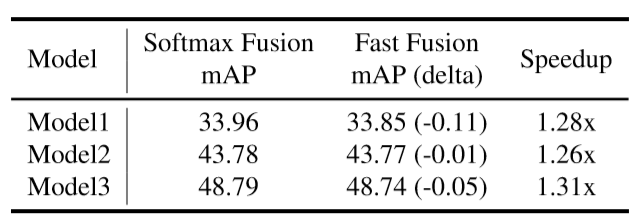 Model Softmax Fusion mAP Fast Fusion mAP (delta) Speedup
Model1 33.96 33.85 (-0.11) 1.28x
Model2 43.78 43.77 (-0.01) 1.26x
Model3 48.79 48.74 (-0.05) 1.31x